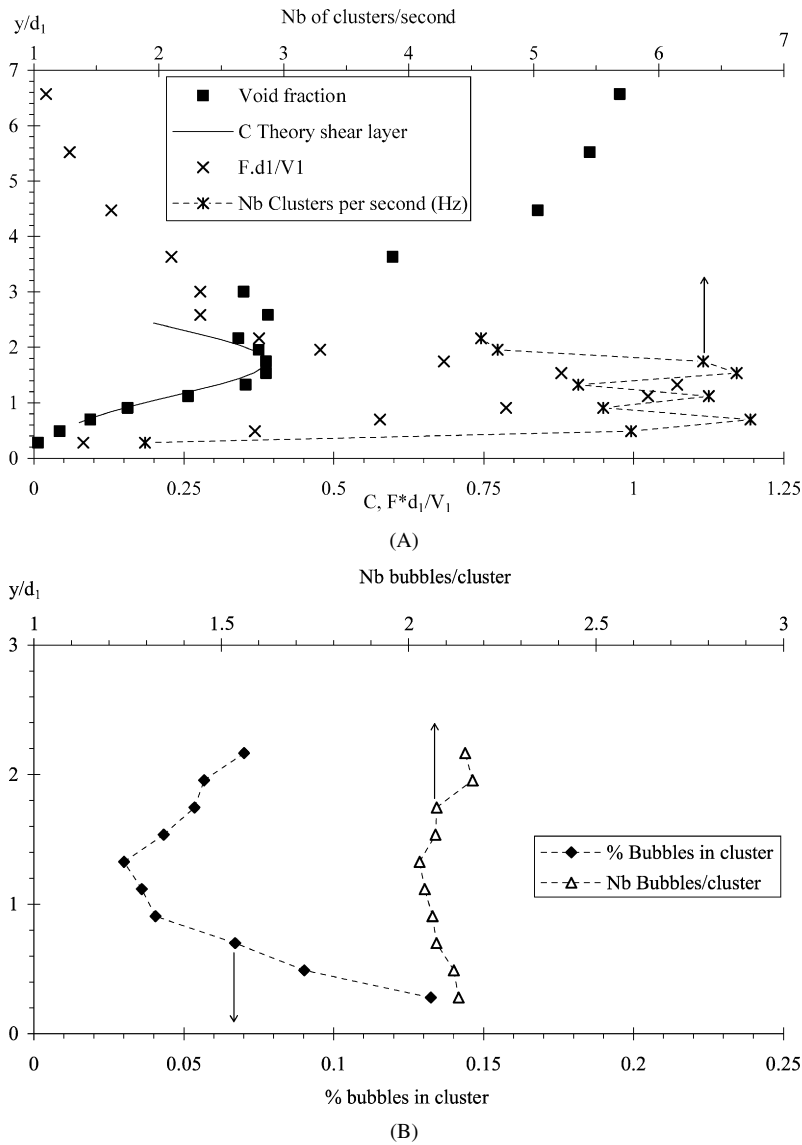 Nb of clusters/second
y/d1
1 2 3 4 5 6 7
7
6
5
4
3
2
1
0
Void fraction
C Theory shear layer
F.d1/V1
Nb Clusters per second (Hz)
0 0.25 0.5 0.75 1 1.25
C, F*d1/V1
(A)
Nb bubbles/cluster
y/d1
1 1.5 2 2.5 3
3
2
1
0
% Bubbles in cluster
Nb Bubbles/cluster
0 0.05 0.1 0.15 0.2 0.25
% bubbles in cluster
(B)